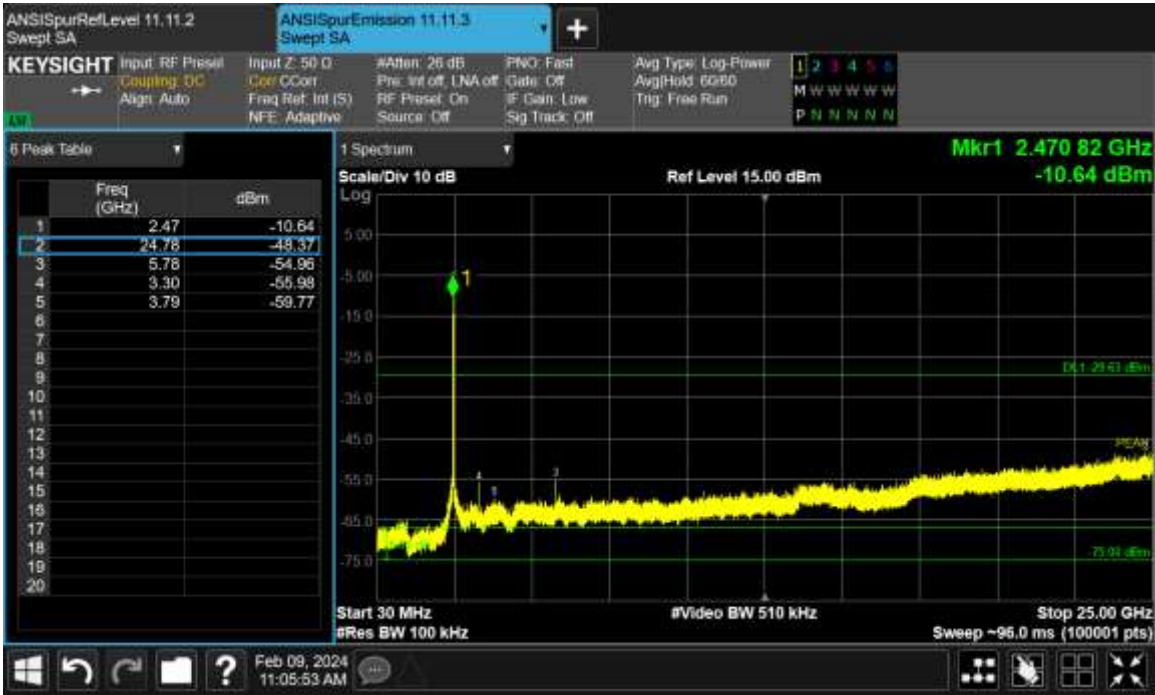 ANSISpurRefLevel 11.11.2
Swept SA
ANSISpurEmission 11.11.3
Swept SA
KEYSIGHT
Input: RF Presel
Coupling: DC
Align: Auto
Input Z: 50 Ω
Corr CCorr
Freq Ref: Int (S)
NFE: Adaptive
#Atten: 26 dB
Pre: Int off, LNA off
RF Presel: On
Source: Off
PNO: Fast
Gate: Off
IF Gain: Low
Sig Track: Off
Avg Type: Log-Power
Avg|Hold: 60/60
Trig: Free Run
1 2 3 4 5 6
M W W W W W W
P N N N N N
6 Peak Table
Freq (GHz) dBm
1 2.47 -10.64
2 24.78 -48.37
3 5.78 -54.96
4 3.30 -55.98
5 3.79 -59.77
6
7
8
9
10
11
12
13
14
15
16
17
18
19
20
1 Spectrum
Mkr1 2.470 82 GHz
Scale/Div 10 dB
Ref Level 15.00 dBm
-10.64 dBm
Log
5.00
-5.00
1
-15.0
-25.0
DL1 -29.63 dBm
-35.0
-45.0
PEAK
-55.0
4
5
3
-65.0
-75.0
Start 30 MHz
#Video BW 510 kHz
Stop 25.00 GHz
#Res BW 100 kHz
Sweep ~96.0 ms (100001 pts)
?
Feb 09, 2024
11:05:53 AM